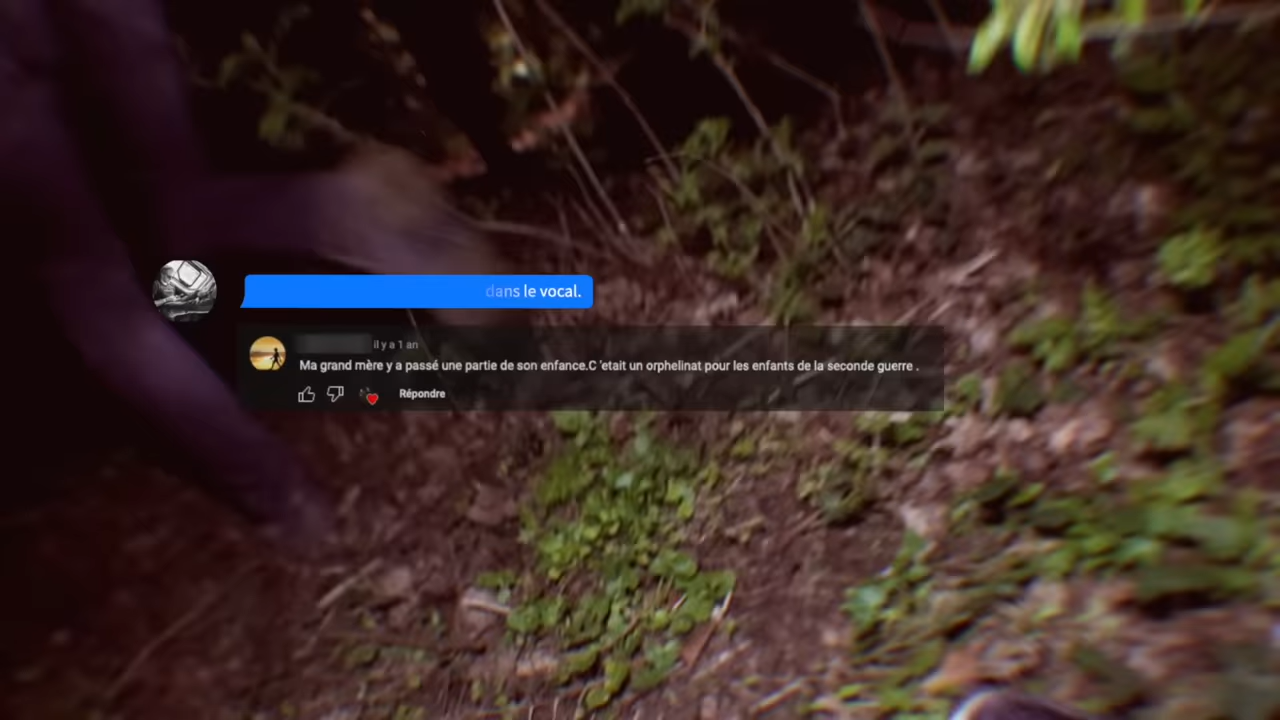 dans le vocal.
il y a 1 an
Ma grand mère y a passé une partie de son enfance.C 'etait un orphelinat pour les enfants de la seconde guerre .
Répondre